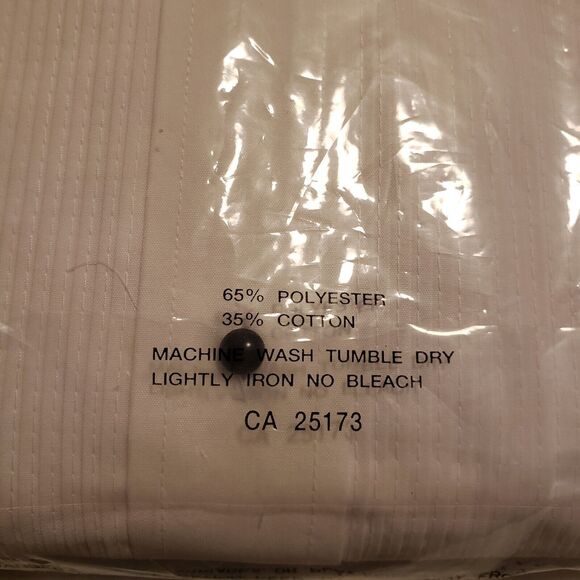 65% POLYESTER
35% COTTON
MACHINE WASH TUMBLE DRY
LIGHTLY IRON NO BLEACH
CA 25173